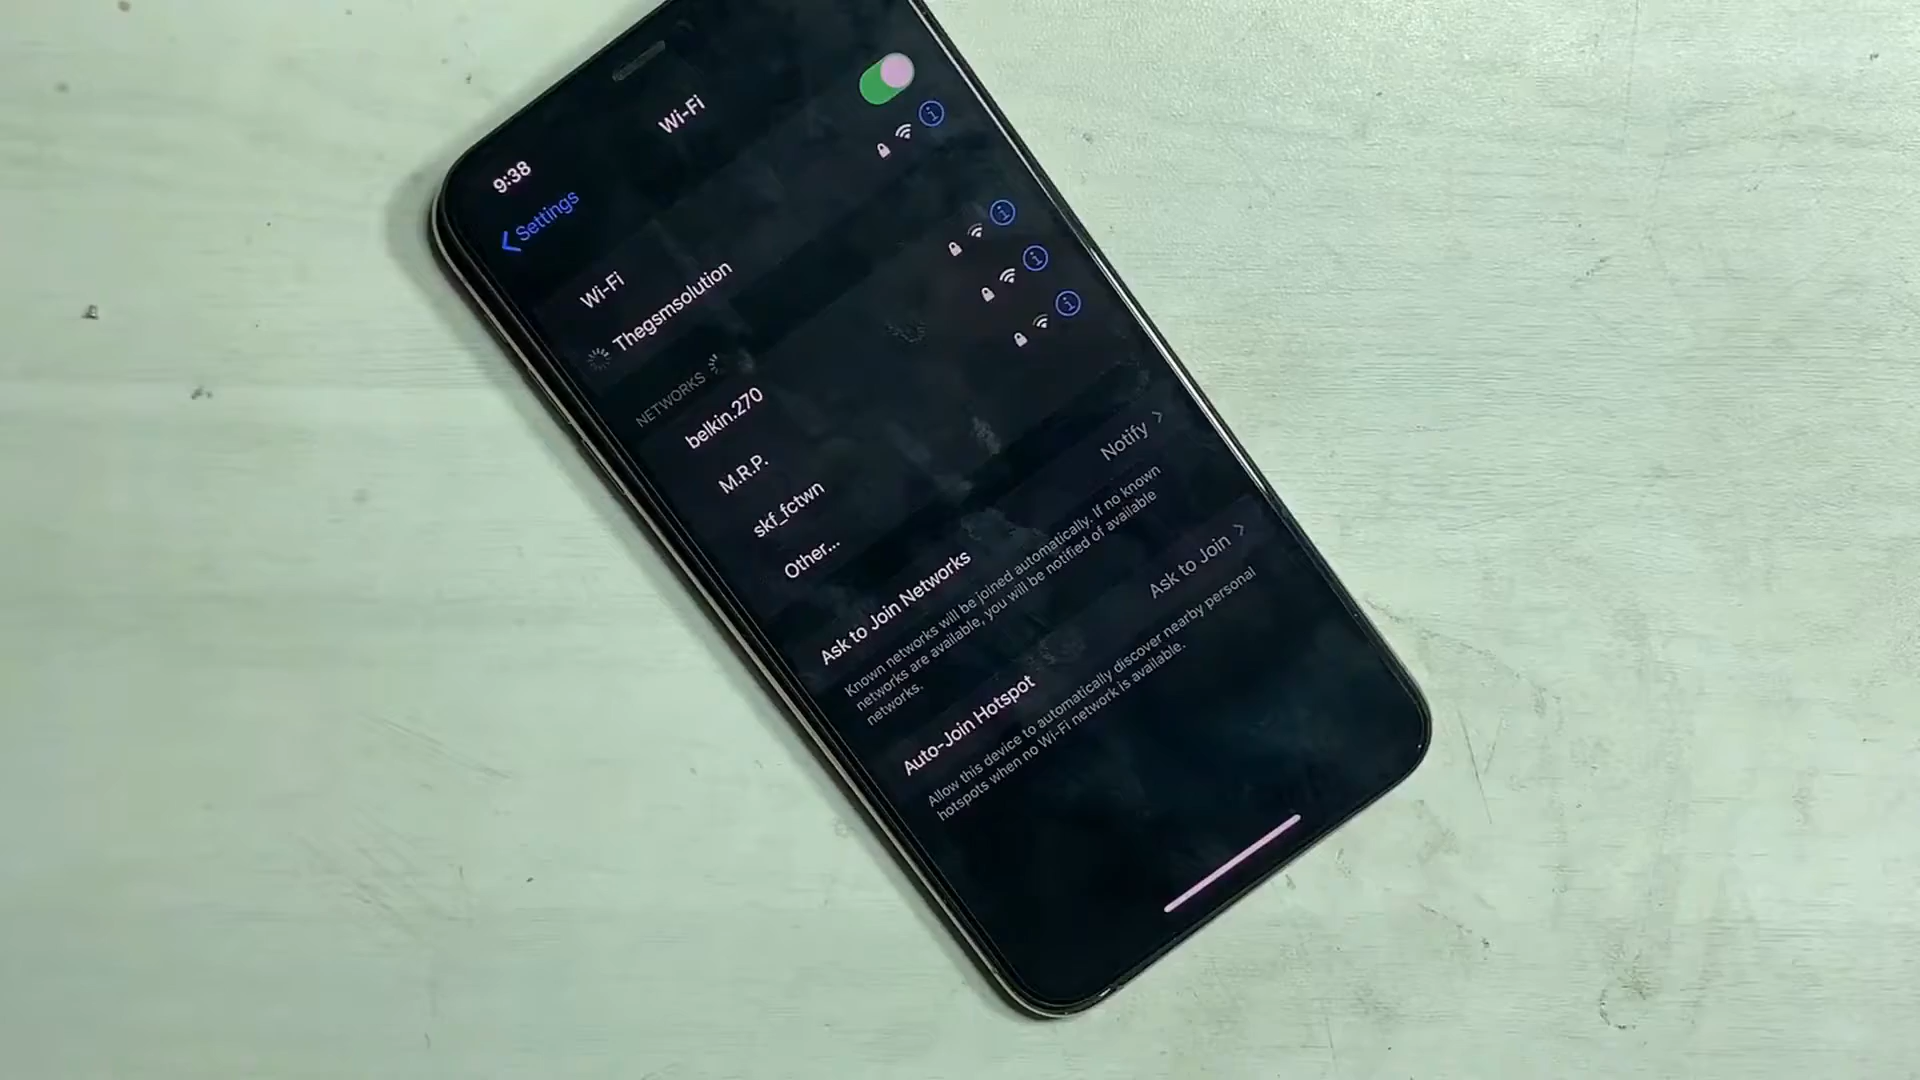 9:38
Wi-Fi
Settings
Wi-Fi
Thegsmsolution
NETWORKS
belkin.270
M.R.P.
skf_fctwn
Other...
Ask to Join Networks Notify
Known networks will be joined automatically. If no known
networks are available, you will be notified of available
networks.
Auto-Join Hotspot Ask to Join
Allow this device to automatically discover nearby personal
hotspots when no Wi-Fi network is available.